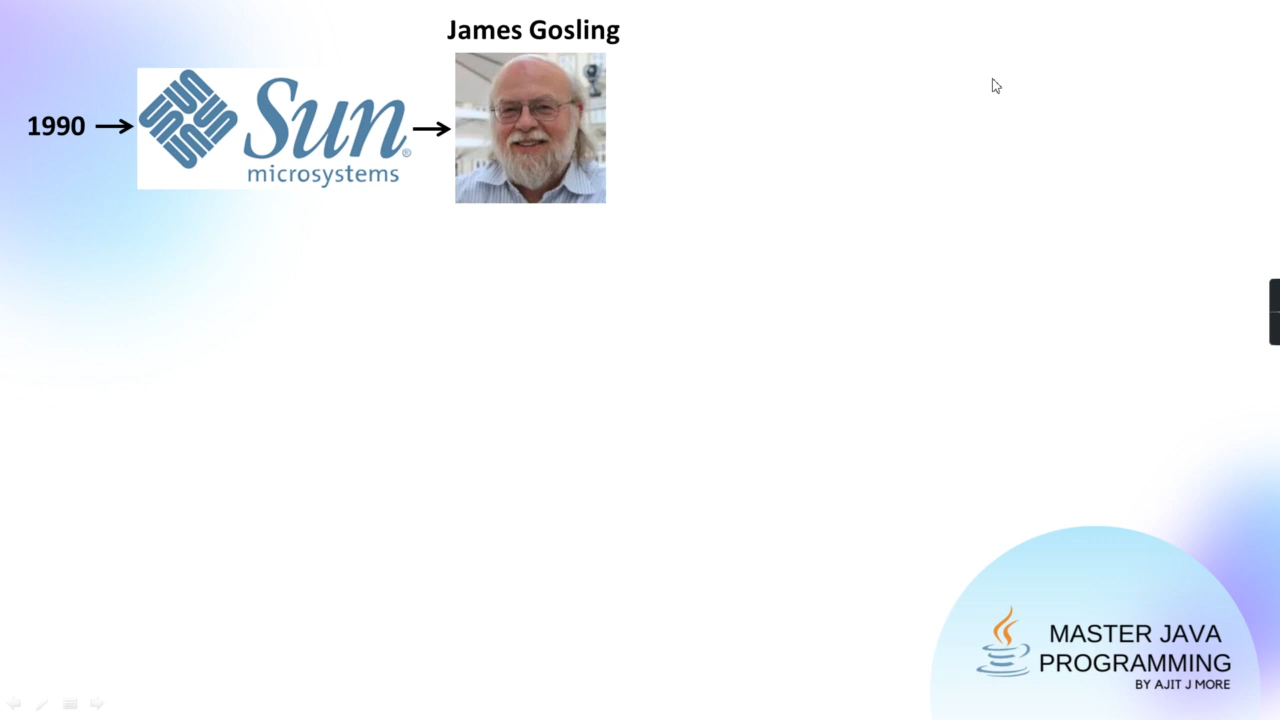 James Gosling
1990
Sun
microsystems
MASTER JAVA
PROGRAMMING
BY AJIT J MORE